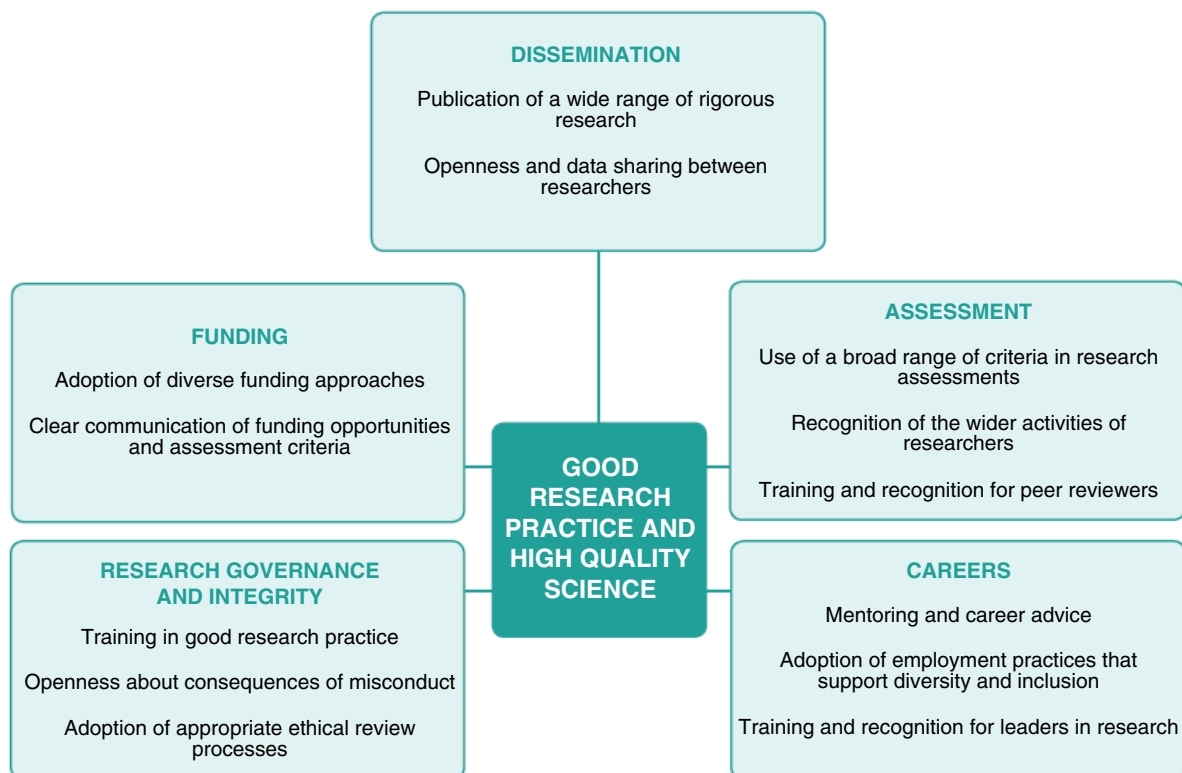 DISSEMINATION
Publication of a wide range of rigorous
research
Openness and data sharing between
researchers
FUNDING
Adoption of diverse funding approaches
Clear communication of funding opportunities
and assessment criteria
ASSESSMENT
Use of a broad range of criteria in research
assessments
Recognition of the wider activities of
researchers
Training and recognition for peer reviewers
GOOD
RESEARCH
PRACTICE AND
HIGH QUALITY
SCIENCE
RESEARCH GOVERNANCE
AND INTEGRITY
Training in good research practice
Openness about consequences of misconduct
Adoption of appropriate ethical review
processes
CAREERS
Mentoring and career advice
Adoption of employment practices that
support diversity and inclusion
Training and recognition for leaders in research